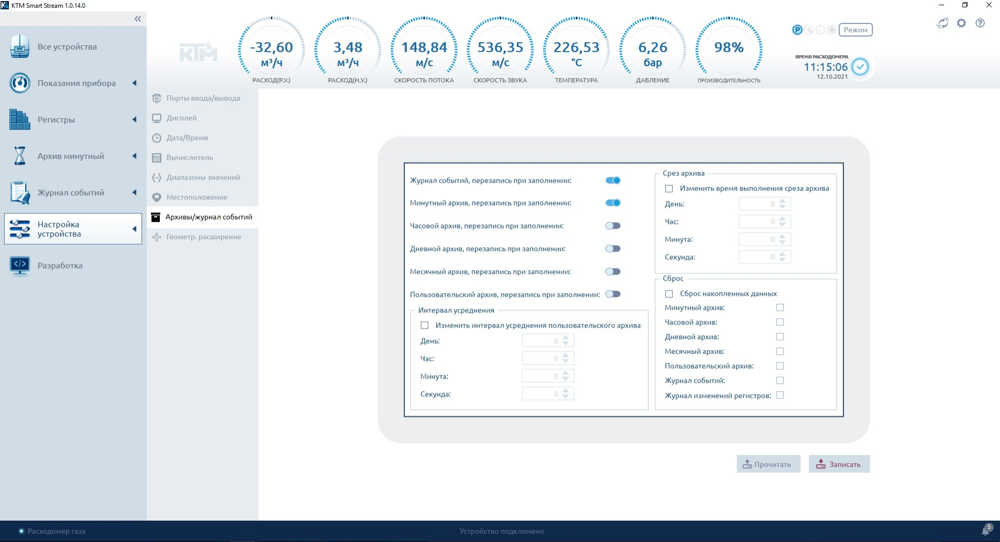 KTM Smart Stream 1.0.14.0
Все устройства
Показания прибора
Регистры
Архив минутный
Журнал событий
Настройка
устройства
Разработка
КТМ
-32,60
м³/ч
РАСХОД(Р.У.)
3,48
м³/ч
РАСХОД(Н.У.)
148,84
м/с
СКОРОСТЬ ПОТОКА
536,35
м/с
СКОРОСТЬ ЗВУКА
226,53
°C
ТЕМПЕРАТУРА
6,26
бар
ДАВЛЕНИЕ
98%
ПРОИЗВОДИТЕЛЬНОСТЬ
P
Режим
ВРЕМЯ РАСХОДОМЕРА
11:15:06
12.10.2021
°C °F
?
Порты ввода/вывода
Дисплей
Дата/Время
Вычислитель
Диапазоны значений
Местоположение
Архивы/журнал событий
Геометр. расширение
Журнал событий, перезапись при заполнении:
Минутный архив, перезапись при заполнении:
Часовой архив, перезапись при заполнении:
Дневной архив, перезапись при заполнении:
Месячный архив, перезапись при заполнении:
Пользовательский архив, перезапись при заполнении:
Интервал усреднения
Изменить интервал усреднения пользовательского архива
День: 0
Час: 0
Минута: 0
Секунда: 0
Срез архива
Изменить время выполнения среза архива
День: 0
Час: 0
Минута: 0
Секунда: 0
Сброс
Сброс накопленных данных
Минутный архив:
Часовой архив:
Дневной архив:
Месячный архив:
Пользовательский архив:
Журнал событий:
Журнал изменений регистров:
Прочитать
Записать
Расходомер газа
Устройство подключено
5